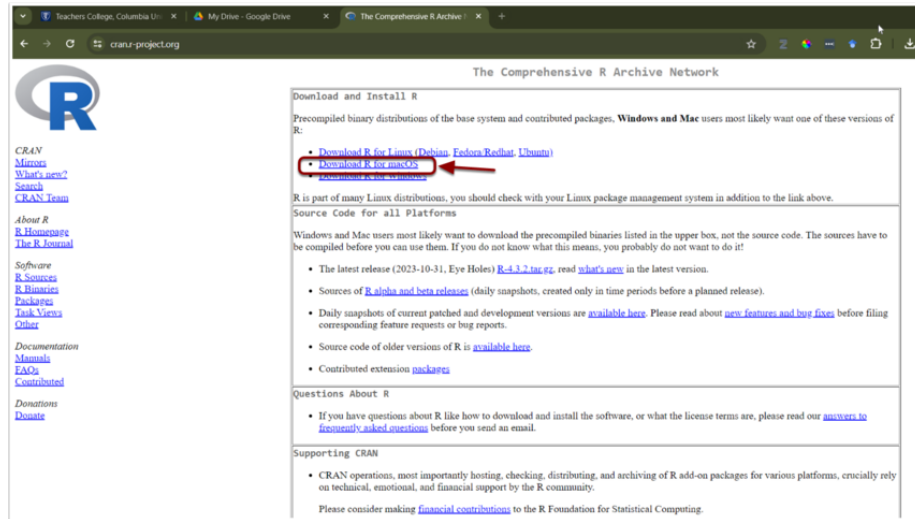 Teachers College, Columbia Un
My Drive - Google Drive
The Comprehensive R Archive
cran.r-project.org
The Comprehensive R Archive Network
R
CRAN
Mirrors
What's new?
Search
CRAN Team
About R
R Homepage
The R Journal
Software
R Sources
R Binaries
Packages
Task Views
Other
Documentation
Manuals
FAQs
Contributed
Donations
Donate
Download and Install R
Precompiled binary distributions of the base system and contributed packages, Windows and Mac users most likely want one of these versions of
R:
• Download R for Linux (Debian, Fedora/Redhat, Ubuntu)
• Download R for macOS
• Download R for Windows
R is part of many Linux distributions, you should check with your Linux package management system in addition to the link above.
Source Code for all Platforms
Windows and Mac users most likely want to download the precompiled binaries listed in the upper box, not the source code. The sources have to
be compiled before you can use them. If you do not know what this means, you probably do not want to do it!
• The latest release (2023-10-31, Eye Holes) R-4.3.2.tar.gz, read what's new in the latest version.
• Sources of R alpha and beta releases (daily snapshots, created only in time periods before a planned release).
• Daily snapshots of current patched and development versions are available here. Please read about new features and bug fixes before filing
corresponding feature requests or bug reports.
• Source code of older versions of R is available here.
• Contributed extension packages
Questions About R
• If you have questions about R like how to download and install the software, or what the license terms are, please read our answers to
frequently asked questions before you send an email.
Supporting CRAN
• CRAN operations, most importantly hosting, checking, distributing, and archiving of R add-on packages for various platforms, crucially rely
on technical, emotional, and financial support by the R community.
Please consider making financial contributions to the R Foundation for Statistical Computing.